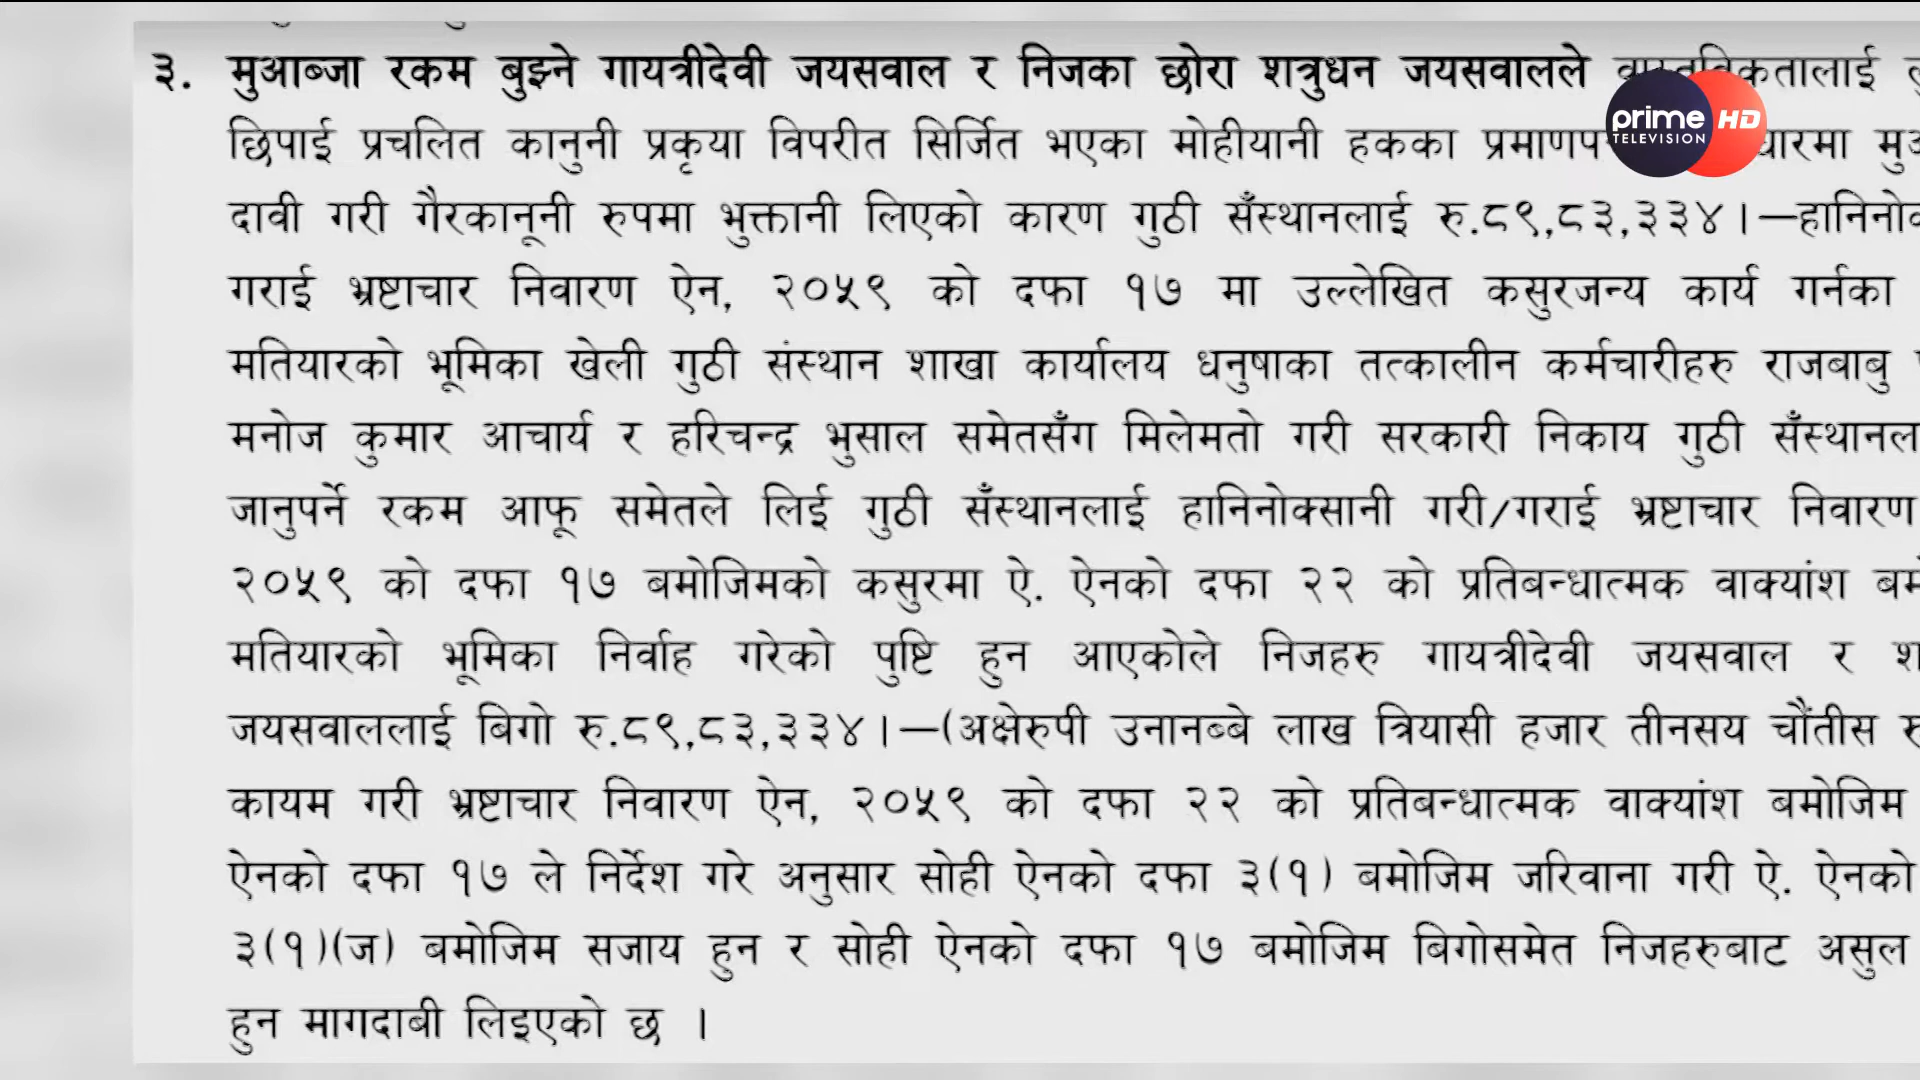 ३. मुआब्जा रकम बुझ्ने गायत्रीदेवी जयसवाल र निजका छोरा शत्रुधन जयसवालले
prime HD
TELEVISION
छिपाई प्रचलित कानुनी प्रकृया विपरीत सिर्जित भएका मोहीयानी हकका
दावी गरी गैरकानूनी रुपमा भुक्तानी लिएको कारण गुठी सँस्थानलाई रु.८९,८३,३३४।—
गराई भ्रष्टाचार निवारण ऐन, २०५९ को दफा १७ मा उल्लेखित कसुरजन्य कार्य गर्नका
मतियारको भूमिका खेली गुठी संस्थान शाखा कार्यालय धनुषाका तत्कालीन कर्मचारीहरु राजबाबु
मनोज कुमार आचार्य र हरिचन्द्र भुसाल समेतसँग मिलेमतो गरी सरकारी निकाय गुठी
जानुपर्ने रकम आफू समेतले लिई गुठी सँस्थानलाई हानिनोक्सानी गरी/गराई भ्रष्टाचार निवारण
२०५९ को दफा १७ बमोजिमको कसुरमा ऐ. ऐनको दफा २२ को प्रतिबन्धात्मक वाक्यांश
मतियारको भूमिका निर्वाह गरेको पुष्टि हुन आएकोले निजहरु गायत्रीदेवी जयसवाल र
जयसवाललाई बिगो रु.८९,८३,३३४।—(अक्षेरुपी उनानब्बे लाख त्रियासी हजार तीनसय चौंतीस
कायम गरी भ्रष्टाचार निवारण ऐन, २०५९ को दफा २२ को प्रतिबन्धात्मक वाक्यांश बमोजिम
ऐनको दफा १७ ले निर्देश गरे अनुसार सोही ऐनको दफा ३(१) बमोजिम जरिवाना गरी ऐ. ऐनको
३(१)(ज) बमोजिम सजाय हुन र सोही ऐनको दफा १७ बमोजिम बिगोसमेत निजहरुबाट असुल
हुन मागदाबी लिइएको छ ।